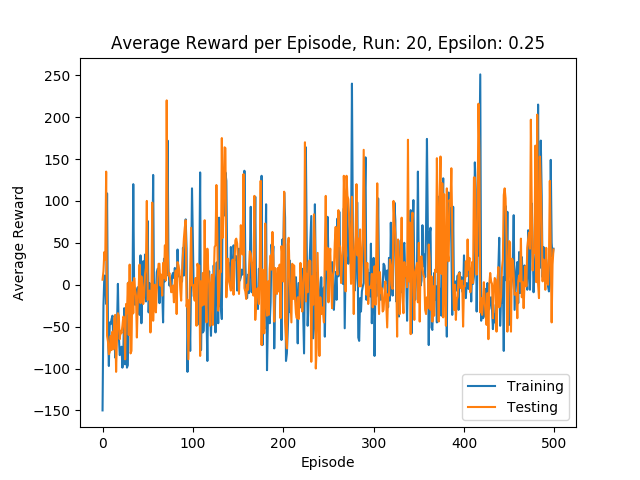 Average Reward per Episode, Run: 20, Epsilon: 0.25
Average Reward
250
200
150
100
50
0
−50
−100
−150
0 100 200 300 400 500
Episode
Training
Testing